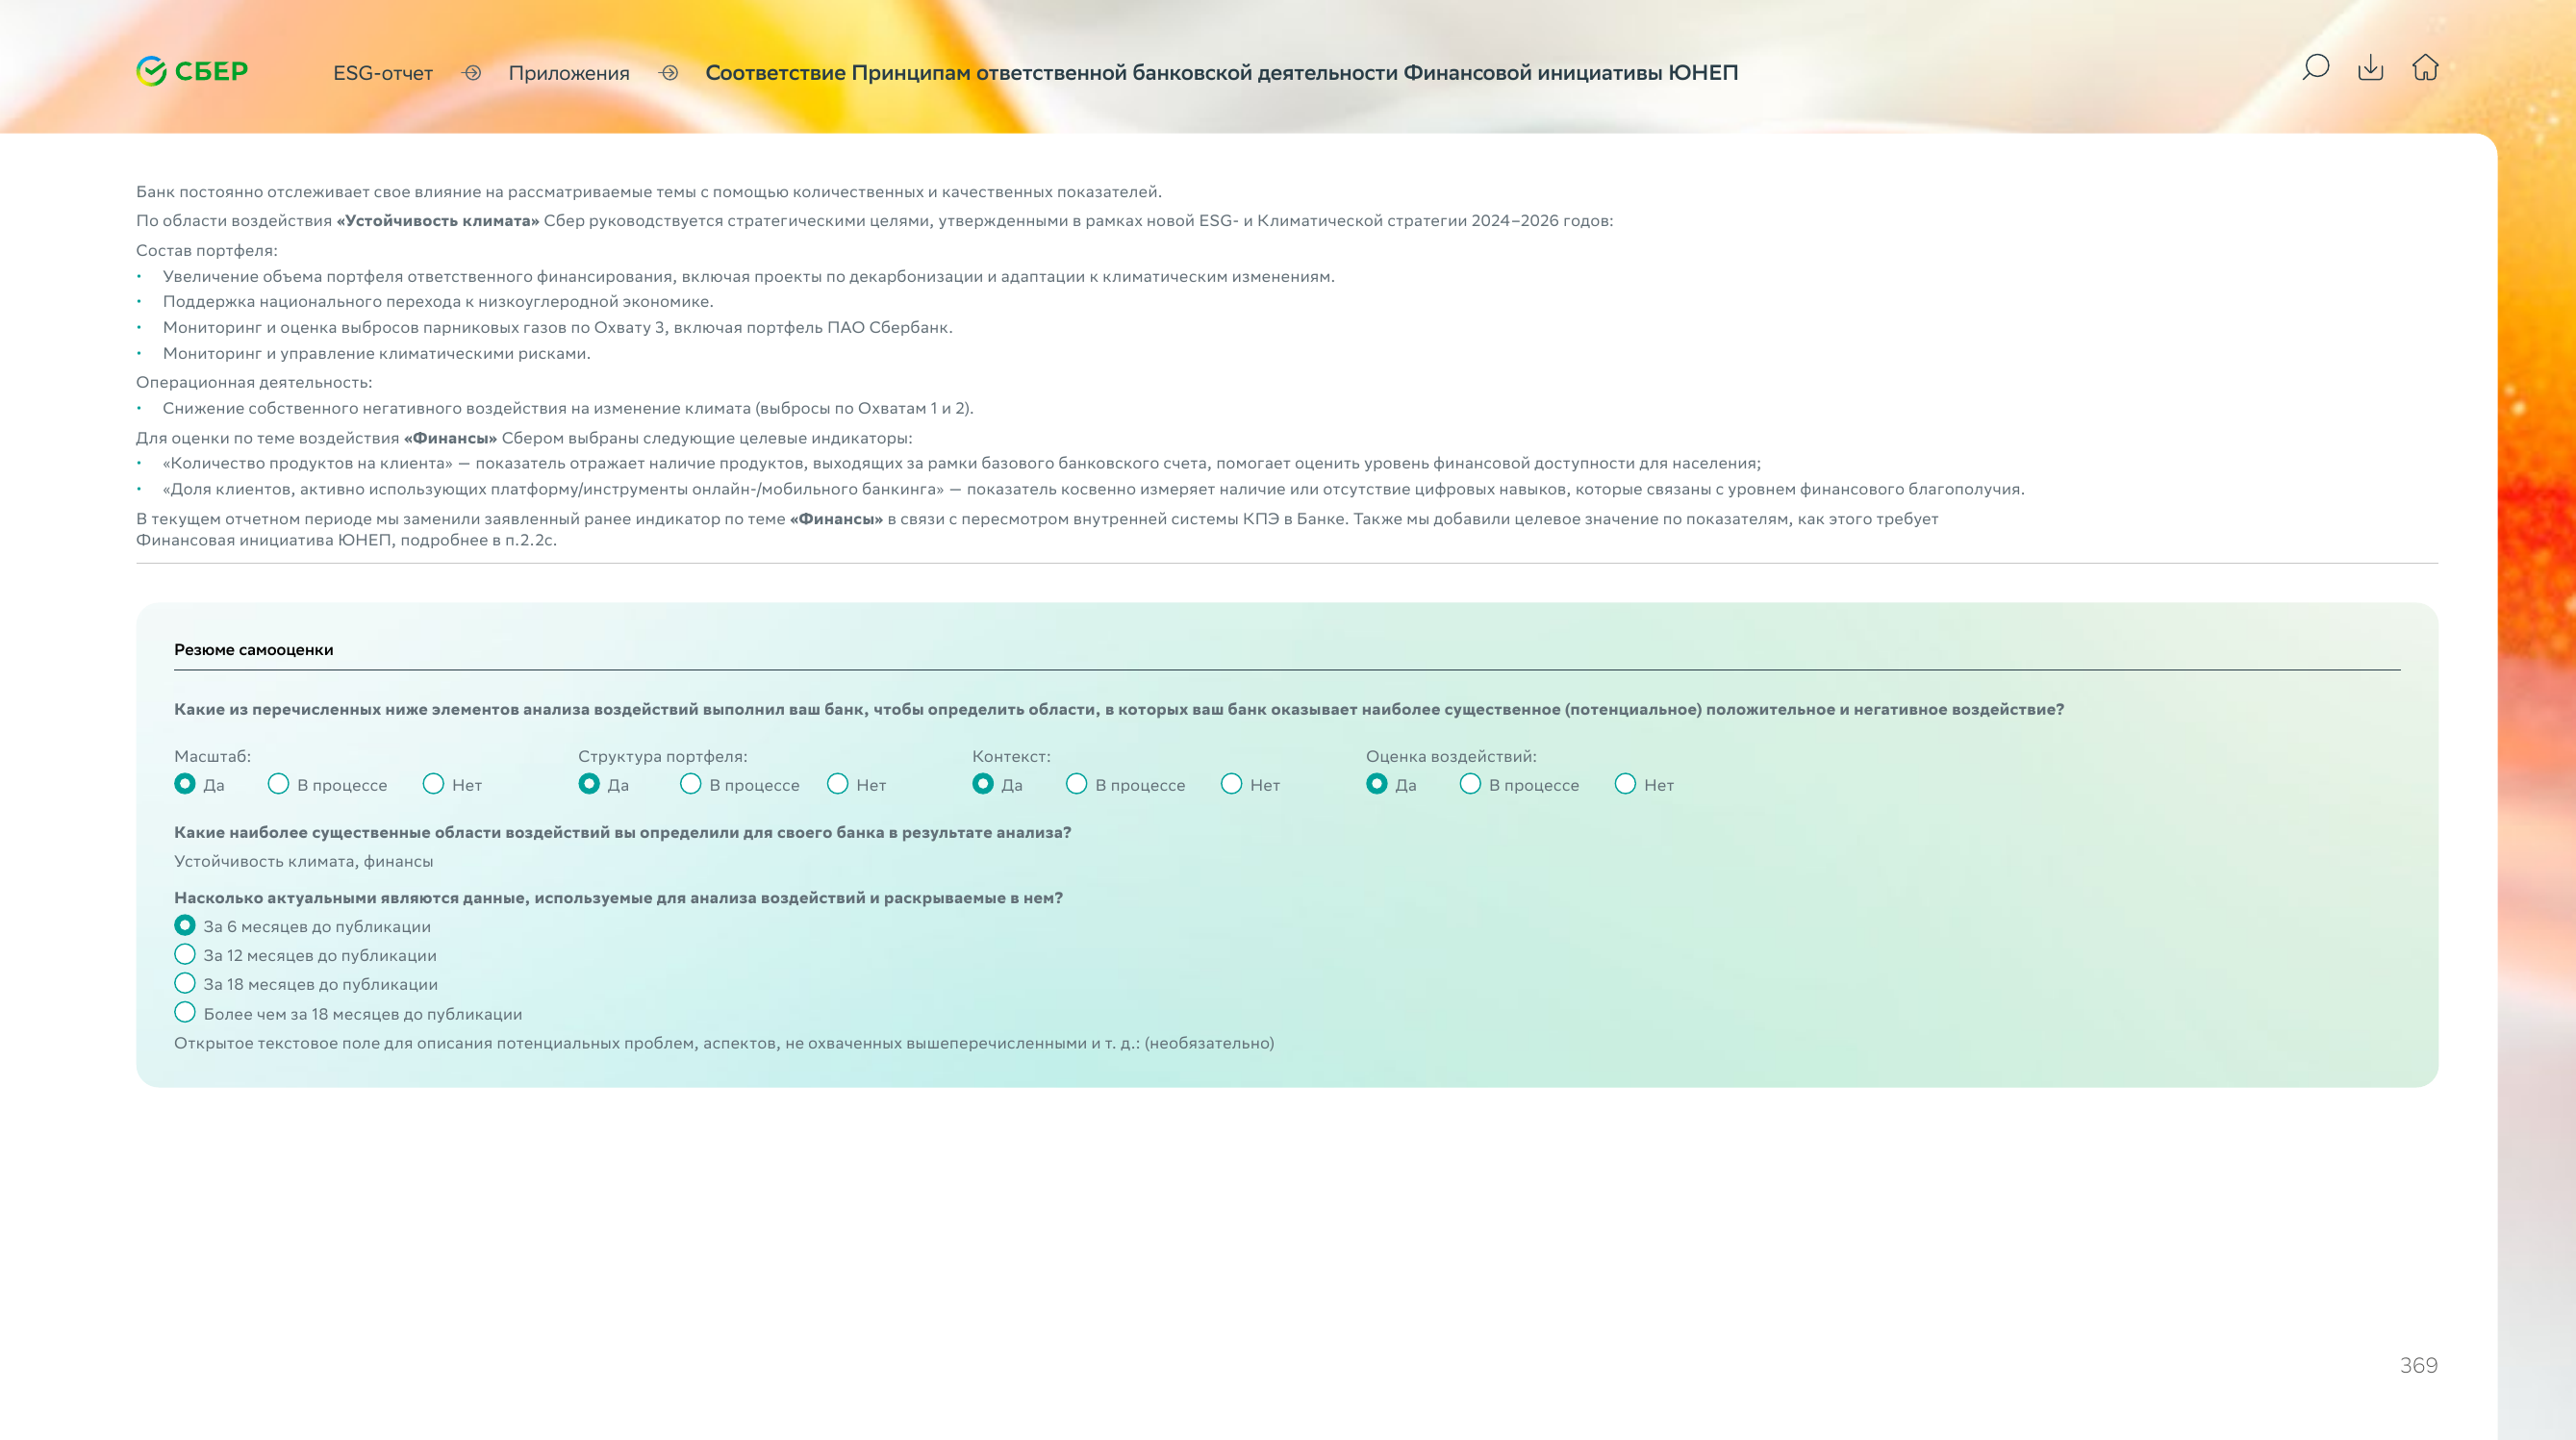 СБЕР
ESG-отчет
Приложения
Соответствие Принципам ответственной банковской деятельности Финансовой инициативы ЮНЕП
Банк постоянно отслеживает свое влияние на рассматриваемые темы с помощью количественных и качественных показателей.
По области воздействия «Устойчивость климата» Сбер руководствуется стратегическими целями, утвержденными в рамках новой ESG- и Климатической стратегии 2024–2026 годов:
Состав портфеля:
• Увеличение объема портфеля ответственного финансирования, включая проекты по декарбонизации и адаптации к климатическим изменениям.
• Поддержка национального перехода к низкоуглеродной экономике.
• Мониторинг и оценка выбросов парниковых газов по Охвату 3, включая портфель ПАО Сбербанк.
• Мониторинг и управление климатическими рисками.
Операционная деятельность:
• Снижение собственного негативного воздействия на изменение климата (выбросы по Охватам 1 и 2).
Для оценки по теме воздействия «Финансы» Сбером выбраны следующие целевые индикаторы:
• «Количество продуктов на клиента» — показатель отражает наличие продуктов, выходящих за рамки базового банковского счета, помогает оценить уровень финансовой доступности для населения;
• «Доля клиентов, активно использующих платформу/инструменты онлайн-/мобильного банкинга» — показатель косвенно измеряет наличие или отсутствие цифровых навыков, которые связаны с уровнем финансового благополучия.
В текущем отчетном периоде мы заменили заявленный ранее индикатор по теме «Финансы» в связи с пересмотром внутренней системы КПЭ в Банке. Также мы добавили целевое значение по показателям, как этого требует
Финансовая инициатива ЮНЕП, подробнее в п.2.2с.
Резюме самооценки
Какие из перечисленных ниже элементов анализа воздействий выполнил ваш банк, чтобы определить области, в которых ваш банк оказывает наиболее существенное (потенциальное) положительное и негативное воздействие?
Масштаб: Структура портфеля: Контекст: Оценка воздействий:
Да В процессе Нет Да В процессе Нет Да В процессе Нет Да В процессе Нет
Какие наиболее существенные области воздействий вы определили для своего банка в результате анализа?
Устойчивость климата, финансы
Насколько актуальными являются данные, используемые для анализа воздействий и раскрываемые в нем?
За 6 месяцев до публикации
За 12 месяцев до публикации
За 18 месяцев до публикации
Более чем за 18 месяцев до публикации
Открытое текстовое поле для описания потенциальных проблем, аспектов, не охваченных вышеперечисленными и т. д.: (необязательно)
369